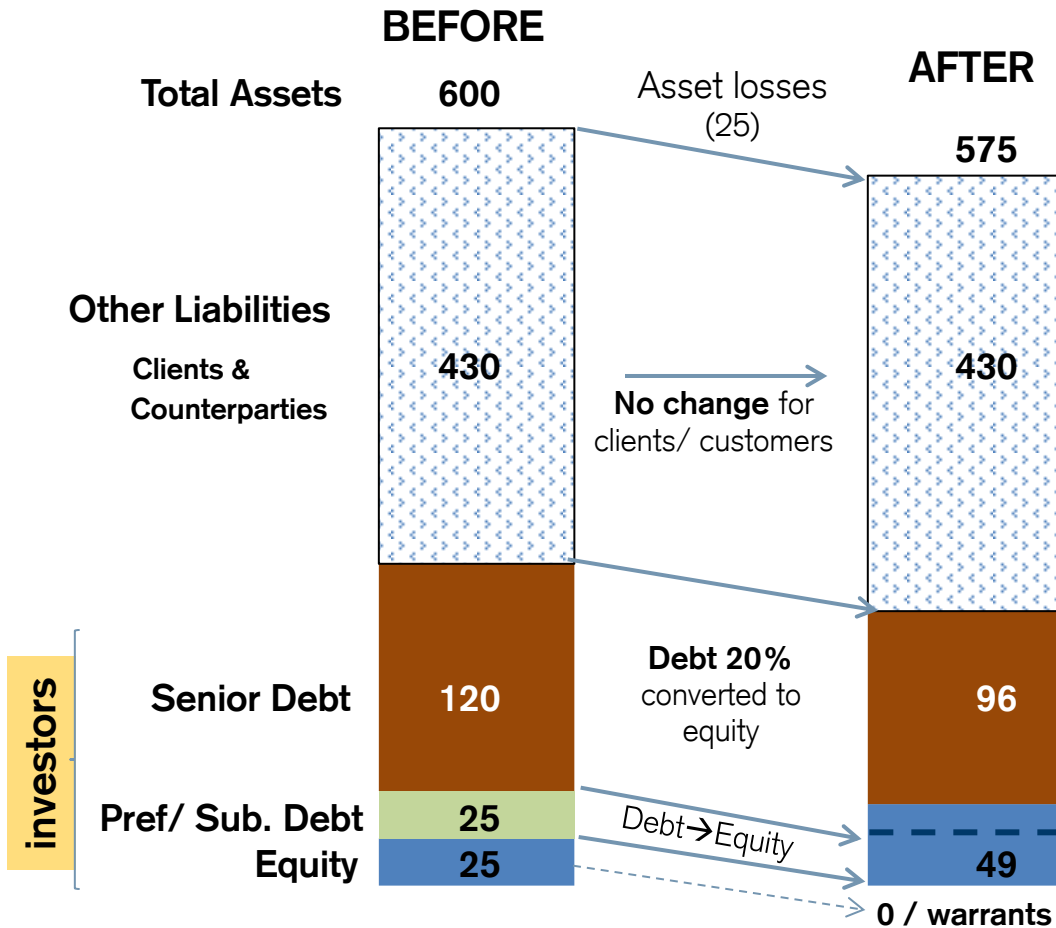 BEFORE
AFTER
Total Assets
600
Asset losses
(25)
575
Other Liabilities
Clients &
Counterparties
430
No change for
clients/ customers
430
investors
Senior Debt
120
Debt 20%
converted to
equity
96
Pref/ Sub. Debt
25
Debt→Equity
Equity
25
49
0 / warrants